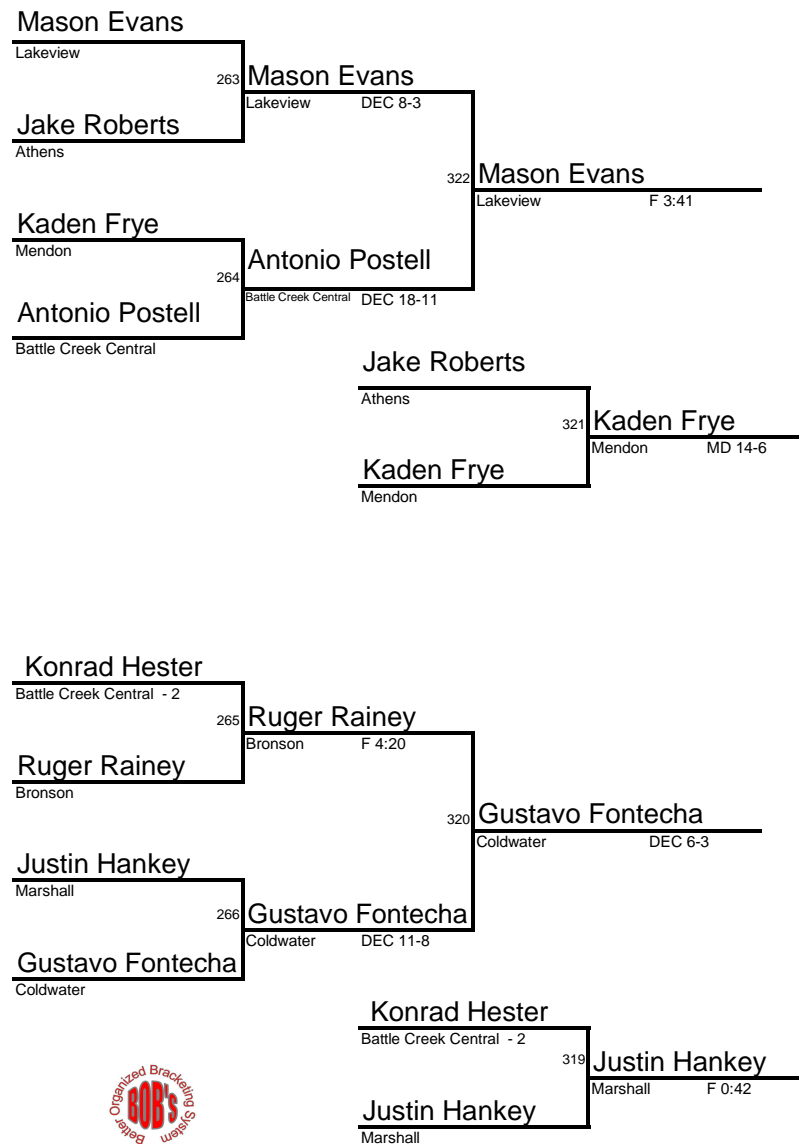 Mason Evans
Lakeview
263 Mason Evans
Lakeview DEC 8-3
Jake Roberts
Athens
322 Mason Evans
Lakeview F 3:41
Kaden Frye
Mendon
264 Antonio Postell
Battle Creek Central DEC 18-11
Antonio Postell
Battle Creek Central
Jake Roberts
Athens
321 Kaden Frye
Mendon MD 14-6
Kaden Frye
Mendon
Konrad Hester
Battle Creek Central - 2
265 Ruger Rainey
Bronson F 4:20
Ruger Rainey
Bronson
320 Gustavo Fontecha
Coldwater DEC 6-3
Justin Hankey
Marshall
266 Gustavo Fontecha
Coldwater DEC 11-8
Gustavo Fontecha
Coldwater
Konrad Hester
Battle Creek Central - 2
319 Justin Hankey
Marshall F 0:42
Justin Hankey
Marshall
Better Organized Bracketing System
BOB's